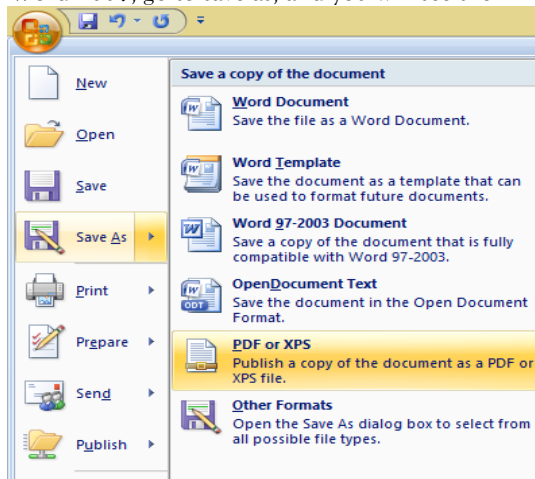 Save a copy of the document
New
Word Document
Save the file as a Word Document.
Open
Word Template
Save the document as a template that can
be used to format future documents.
Save
Word 97-2003 Document
Save a copy of the document that is fully
compatible with Word 97-2003.
Save As
OpenDocument Text
Save the document in the Open Document
Format.
Print
PDF or XPS
Publish a copy of the document as a PDF or
XPS file.
Prepare
Other Formats
Open the Save As dialog box to select from
all possible file types.
Send
Publish